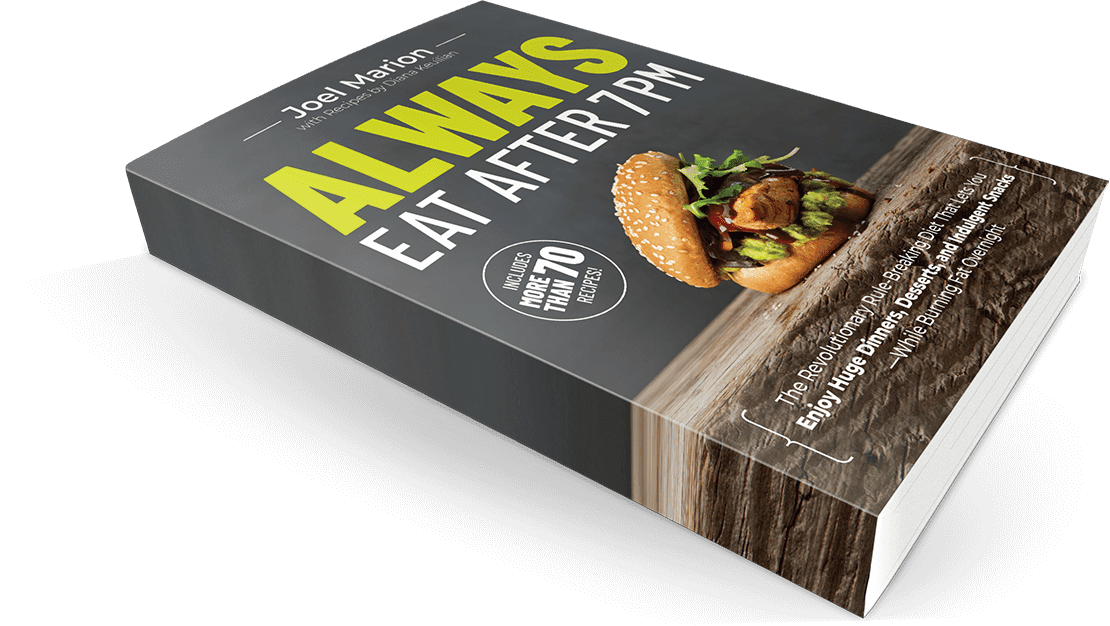 Joel Marion
with Recipes by Diana Keuilian
ALWAYS
EAT AFTER 7PM
INCLUDES
MORE
THAN 70
RECIPES!
The Revolutionary Rule-Breaking Diet That Lets You
Enjoy Huge Dinners, Desserts, and Indulgent Snacks
—While Burning Fat Overnight